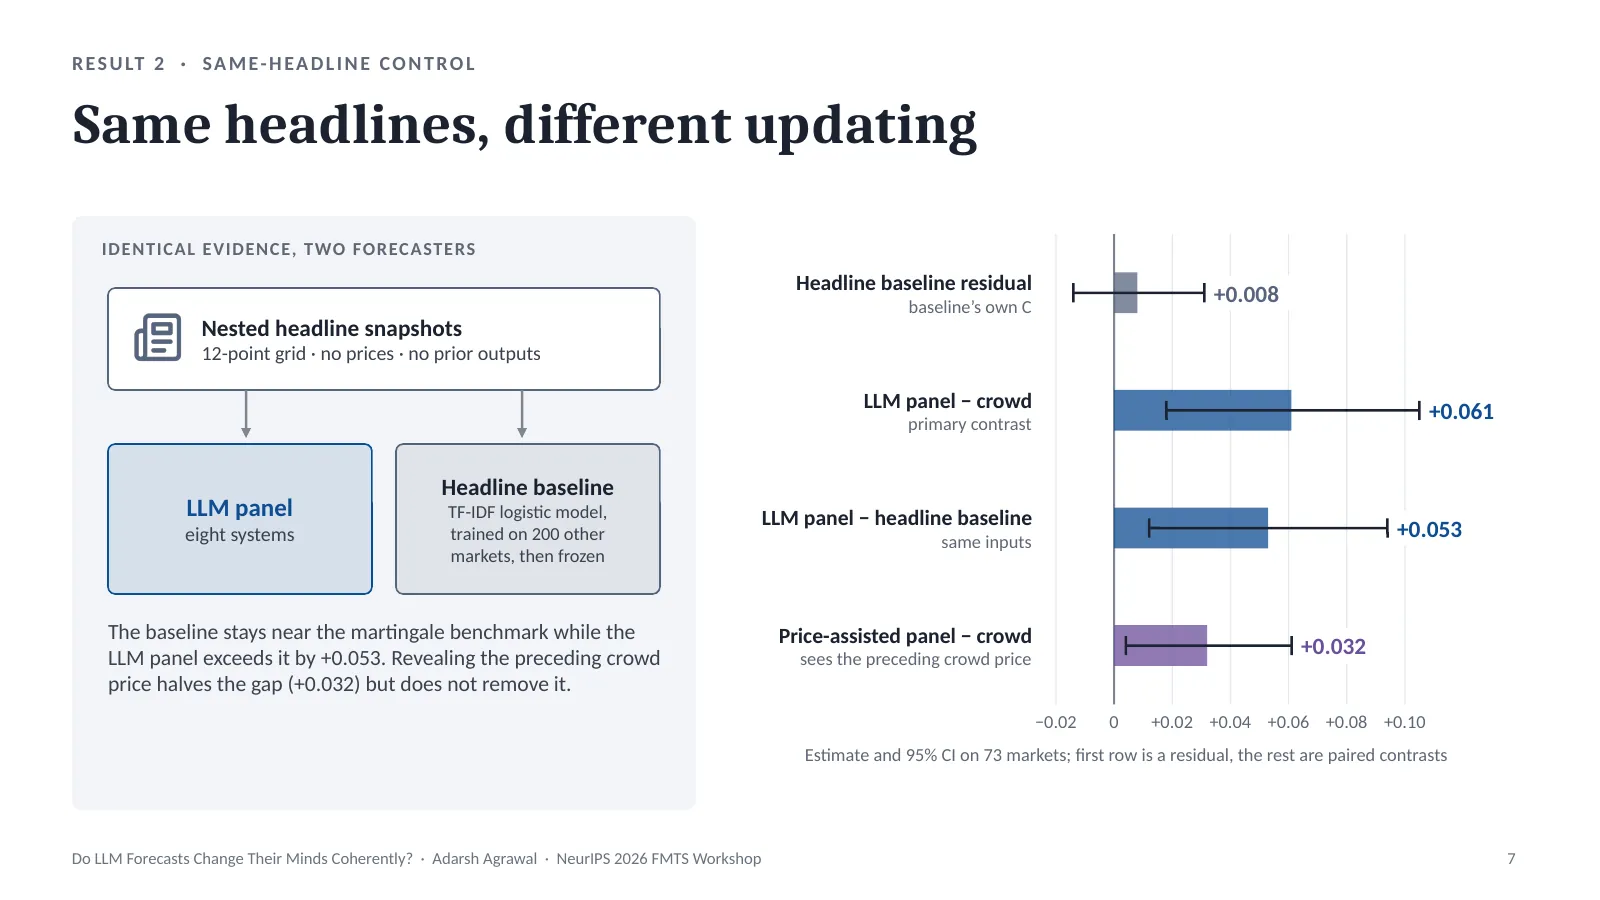 RESULT 2 · SAME-HEADLINE CONTROL
Same headlines, different updating
IDENTICAL EVIDENCE, TWO FORECASTERS
Nested headline snapshots
12-point grid · no prices · no prior outputs
LLM panel
eight systems
Headline baseline
TF-IDF logistic model,
trained on 200 other
markets, then frozen
The baseline stays near the martingale benchmark while the
LLM panel exceeds it by +0.053. Revealing the preceding crowd
price halves the gap (+0.032) but does not remove it.
Headline baseline residual
baseline’s own C
+0.008
LLM panel − crowd
primary contrast
+0.061
LLM panel − headline baseline
same inputs
+0.053
Price-assisted panel − crowd
sees the preceding crowd price
+0.032
−0.02 0 +0.02 +0.04 +0.06 +0.08 +0.10
Estimate and 95% CI on 73 markets; first row is a residual, the rest are paired contrasts
Do LLM Forecasts Change Their Minds Coherently? · Adarsh Agrawal · NeurIPS 2026 FMTS Workshop
7